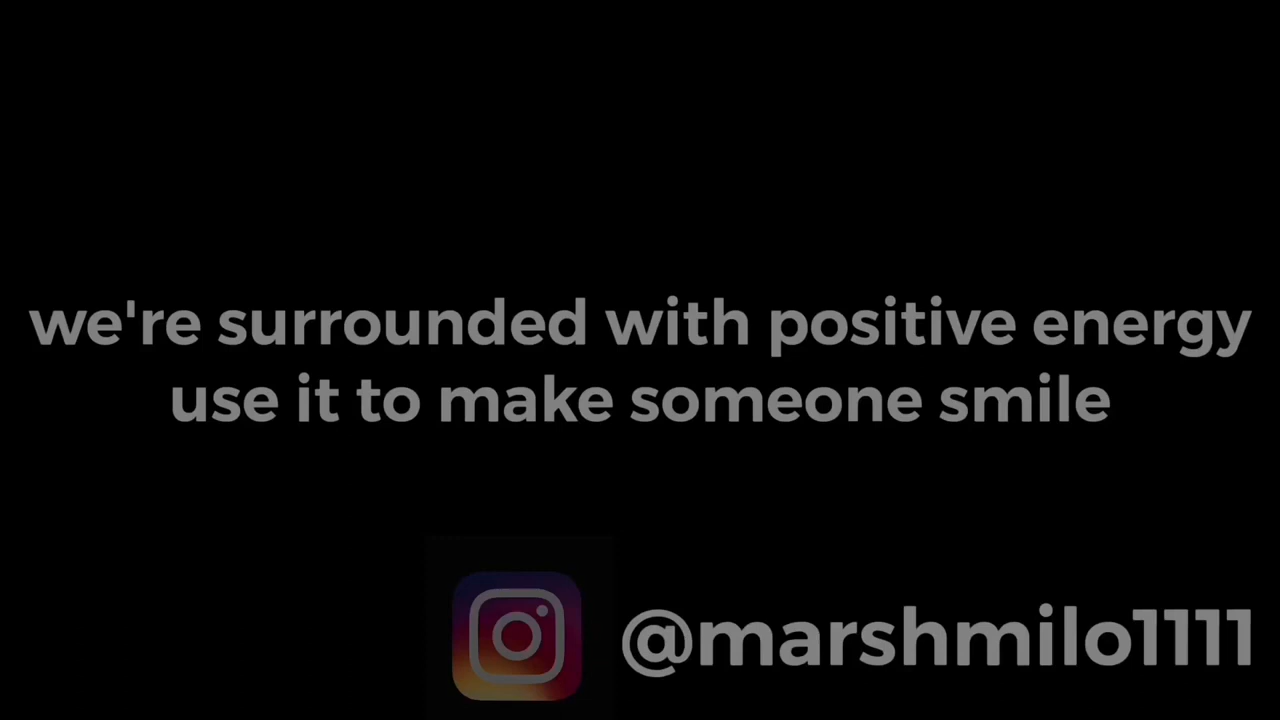 we're surrounded with positive energy
use it to make someone smile
@marshmilo1111